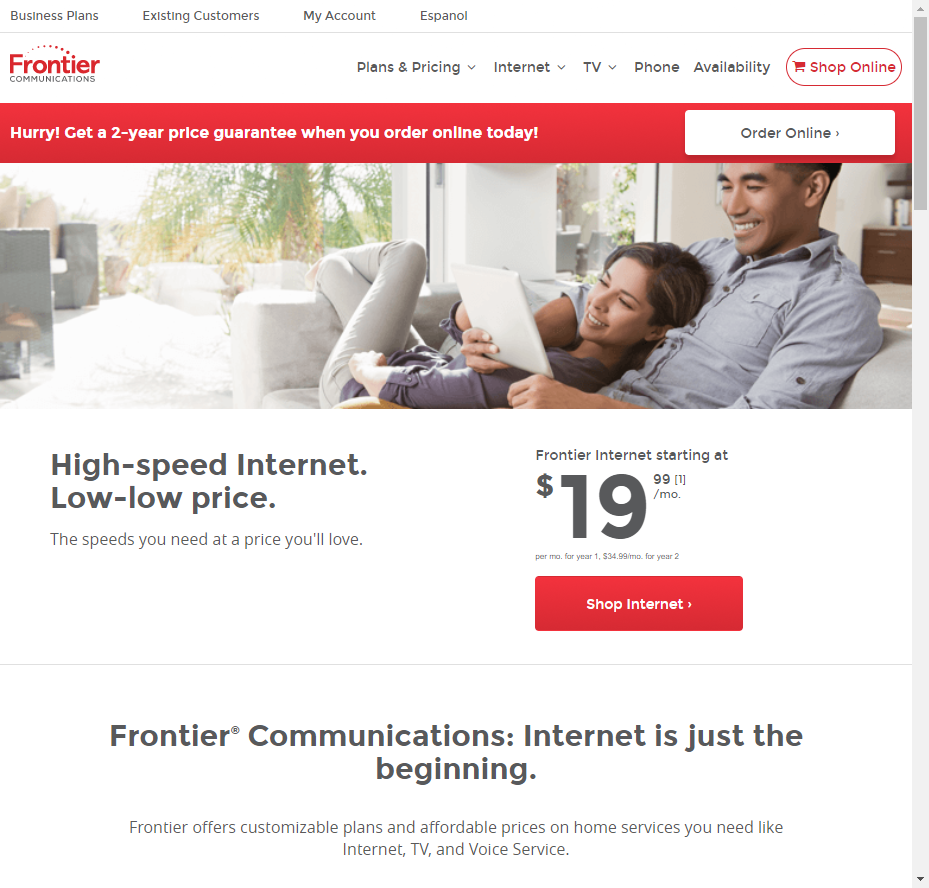 Business Plans Existing Customers My Account Espanol
Frontier
COMMUNICATIONS
Plans & Pricing Internet TV Phone Availability Shop Online
Hurry! Get a 2-year price guarantee when you order online today!
Order Online ›
High-speed Internet.
Low-low price.
The speeds you need at a price you'll love.
Frontier Internet starting at
$19 99 [1]
/mo.
per mo. for year 1, $34.99/mo. for year 2
Shop Internet ›
Frontier® Communications: Internet is just the
beginning.
Frontier offers customizable plans and affordable prices on home services you need like
Internet, TV, and Voice Service.